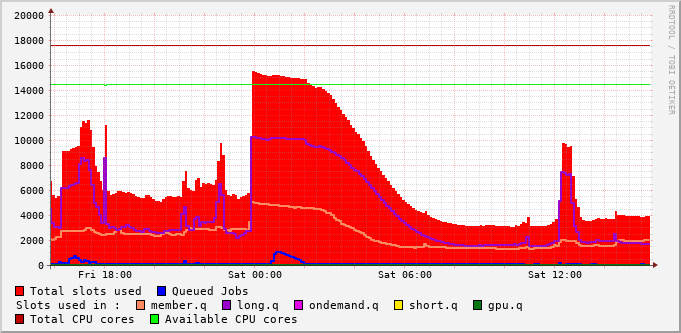 20000
18000
16000
14000
12000
10000
8000
6000
4000
2000
0
Fri 18:00 Sat 00:00 Sat 06:00 Sat 12:00
Total slots used Queued Jobs
Slots used in : member.q long.q ondemand.q short.q gpu.q
Total CPU cores Available CPU cores
RRDTOOL / TOBI OETIKER